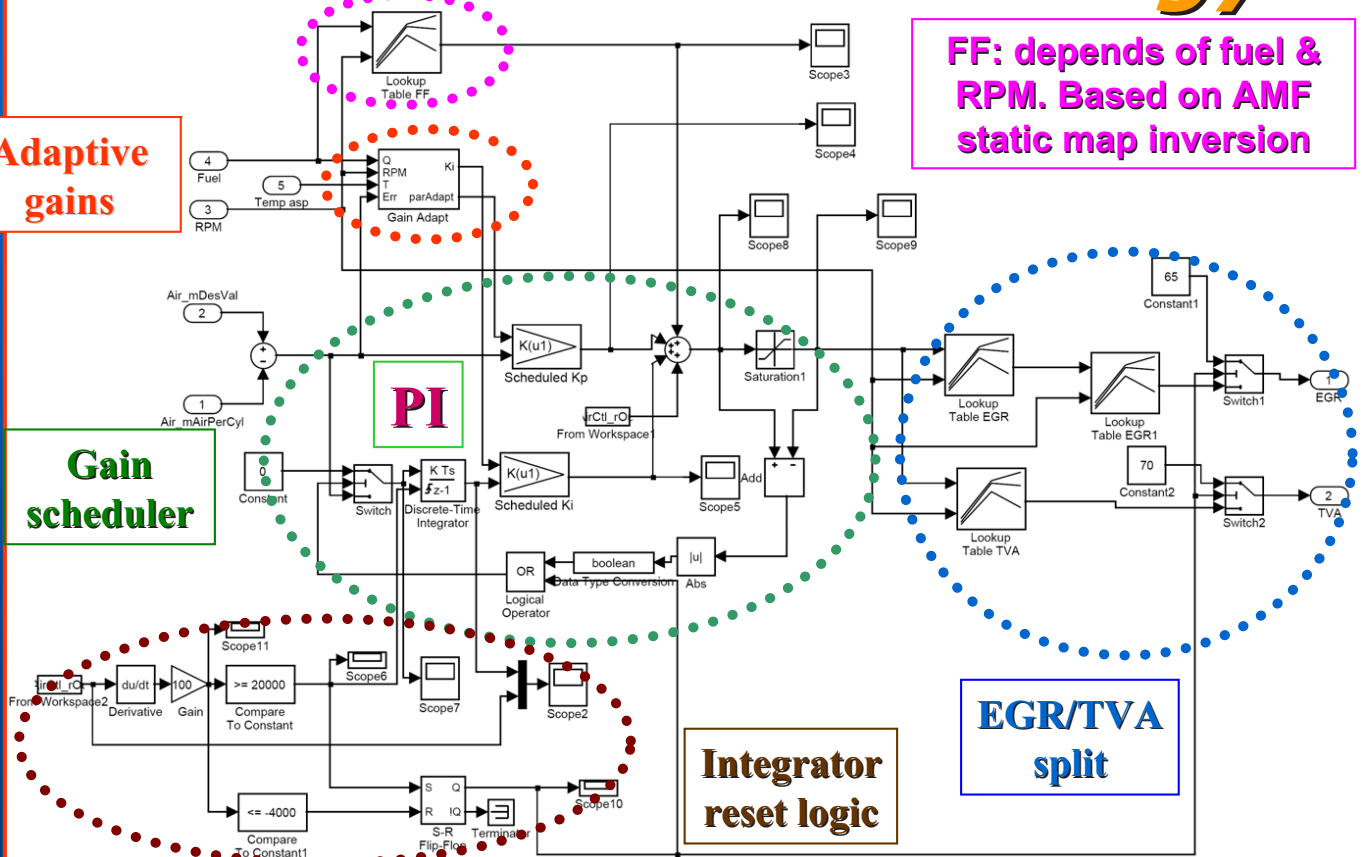 FF: depends of fuel &
RPM. Based on AMF
static map inversion
Lookup
Table FF
Scope3
Scope4
Adaptive
gains
4
Fuel
5
Temp asp
3
RPM
Q
RPM
T
Err
Ki
parAdapt
Gain Adapt
Scope8
Scope9
Air_mDesVal
2
+
-
1
Air_mAirPerCyl
PI
K(u1)
Scheduled Kp
+
+
+
+
Saturation1
From Workspace1
65
Constant1
Lookup
Table EGR
Lookup
Table EGR1
Switch1
1
EGR
Gain
scheduler
0
Constant
Switch
K Ts
z-1
Discrete-Time
Integrator
K(u1)
Scheduled Ki
Scope5
Add
+ -
70
Constant2
Lookup
Table TVA
Switch2
2
TVA
OR
Logical
Operator
boolean
Data Type Conversion
|u|
Abs
Scope11
From Workspace2
du/dt
Derivative
100
Gain
>= 20000
Compare
To Constant
Scope6
Scope7
Scope2
EGR/TVA
split
Integrator
reset logic
<= -4000
Compare
To Constant1
S
R
Q
!Q
S-R
Flip-Flop
Terminator
Scope10